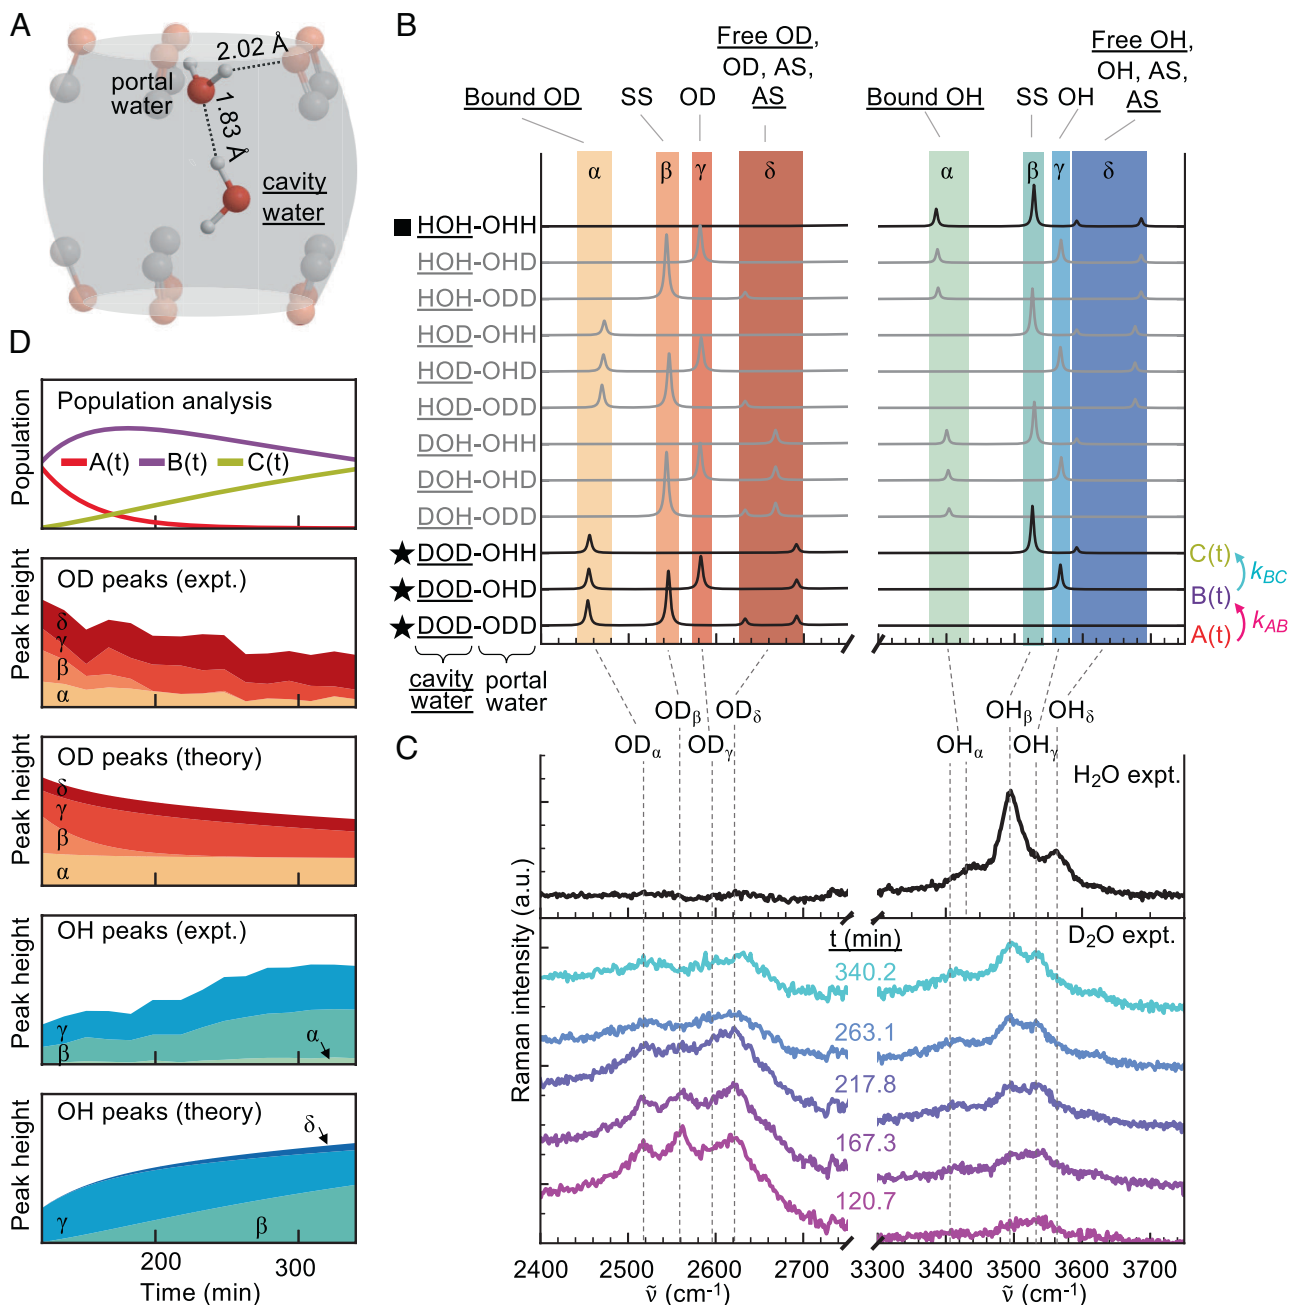 A
2.02 Å
portal
water
1.83 Å
cavity
water
B
Free OD,
OD, AS,
AS
Bound OD
SS
OD
Free OH,
OH, AS,
AS
Bound OH
SS
OH
α
β
γ
δ
α
β
γ
δ
HOH-OHH
HOH-OHD
HOH-ODD
HOD-OHH
HOD-OHD
HOD-ODD
DOH-OHH
DOH-OHD
DOH-ODD
★ DOD-OHH
★ DOD-OHD
★ DOD-ODD
cavity
water
portal
water
C(t)
k_BC
B(t)
k_AB
A(t)
OD_α
OD_β
OD_γ
OD_δ
OH_α
OH_β
OH_γ
OH_δ
C
H₂O expt.
D₂O expt.
t (min)
340.2
263.1
217.8
167.3
120.7
Raman intensity (a.u.)
2400
2500
2600
2700
3300
3400
3500
3600
3700
ṽ (cm⁻¹)
ṽ (cm⁻¹)
D
Population analysis
A(t)
B(t)
C(t)
Population
OD peaks (expt.)
δ
γ
β
α
Peak height
OD peaks (theory)
δ
γ
β
α
Peak height
OH peaks (expt.)
γ
β
α
Peak height
OH peaks (theory)
δ
γ
β
Peak height
200
300
Time (min)